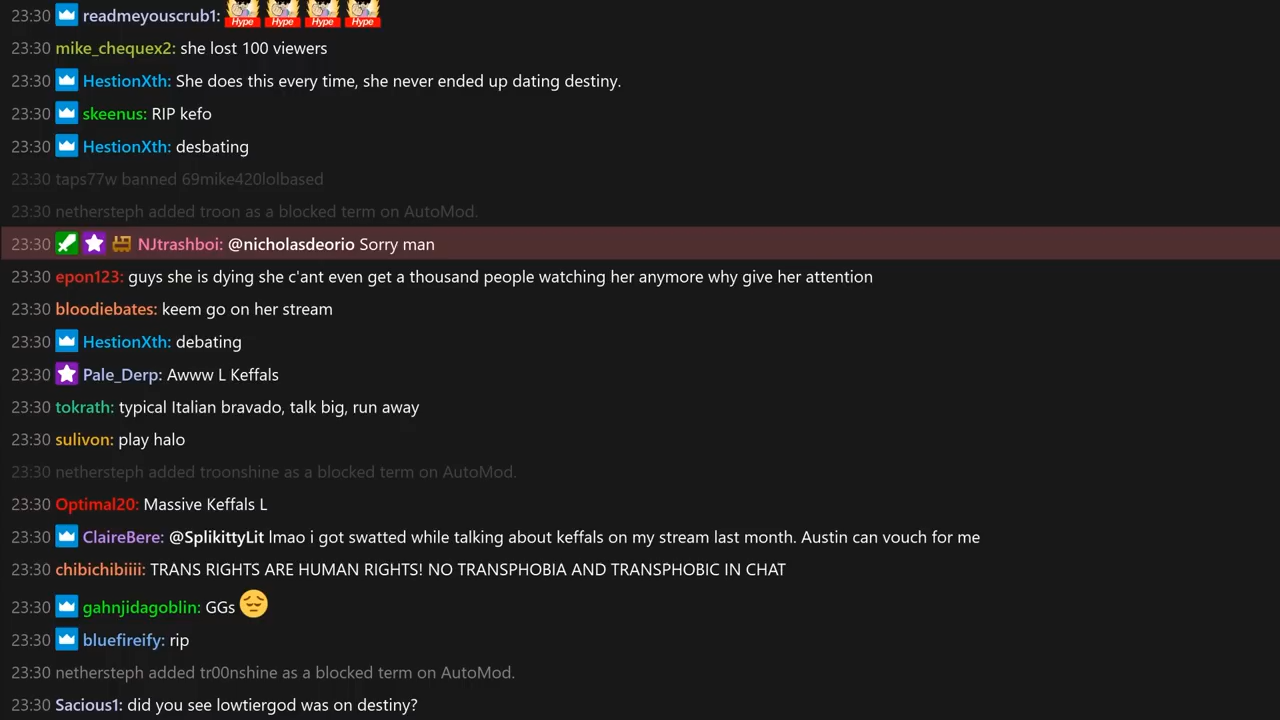 23:30 readmeyouscrub1: Hype Hype Hype Hype
23:30 mike_chequex2: she lost 100 viewers
23:30 HestionXth: She does this every time, she never ended up dating destiny.
23:30 skeenus: RIP kefo
23:30 HestionXth: desbating
23:30 taps77w banned 69mike420lolbased
23:30 nethersteph added troon as a blocked term on AutoMod.
23:30 NJtrashboi: @nicholasdeorio Sorry man
23:30 epon123: guys she is dying she c'ant even get a thousand people watching her anymore why give her attention
23:30 bloodiebates: keem go on her stream
23:30 HestionXth: debating
23:30 Pale_Derp: Awww L Keffals
23:30 tokrath: typical Italian bravado, talk big, run away
23:30 sulivon: play halo
23:30 nethersteph added troonshine as a blocked term on AutoMod.
23:30 Optimal20: Massive Keffals L
23:30 ClaireBere: @SplikittyLit lmao i got swatted while talking about keffals on my stream last month. Austin can vouch for me
23:30 chibichibiiii: TRANS RIGHTS ARE HUMAN RIGHTS! NO TRANSPHOBIA AND TRANSPHOBIC IN CHAT
23:30 gahnjidagoblin: GGs
23:30 bluefireify: rip
23:30 nethersteph added tr00nshine as a blocked term on AutoMod.
23:30 Sacious1: did you see lowtiergod was on destiny?